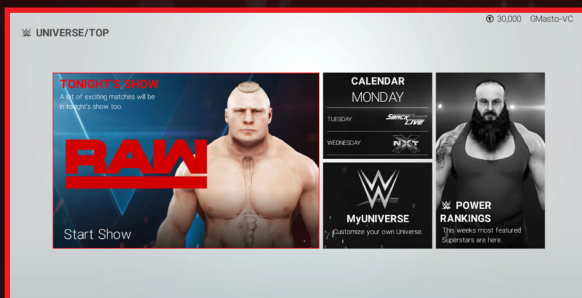 30,000 GMasto-VC
UNIVERSE/TOP
TONIGHT'S SHOW
A lot of exciting matches will be
in tonight's show too.
RAW
Start Show
CALENDAR
MONDAY
TUESDAY SMACKDOWN LIVE
WEDNESDAY NXT
MyUNIVERSE
Customize your own Universe.
POWER
RANKINGS
This weeks most featured
Superstars are here.